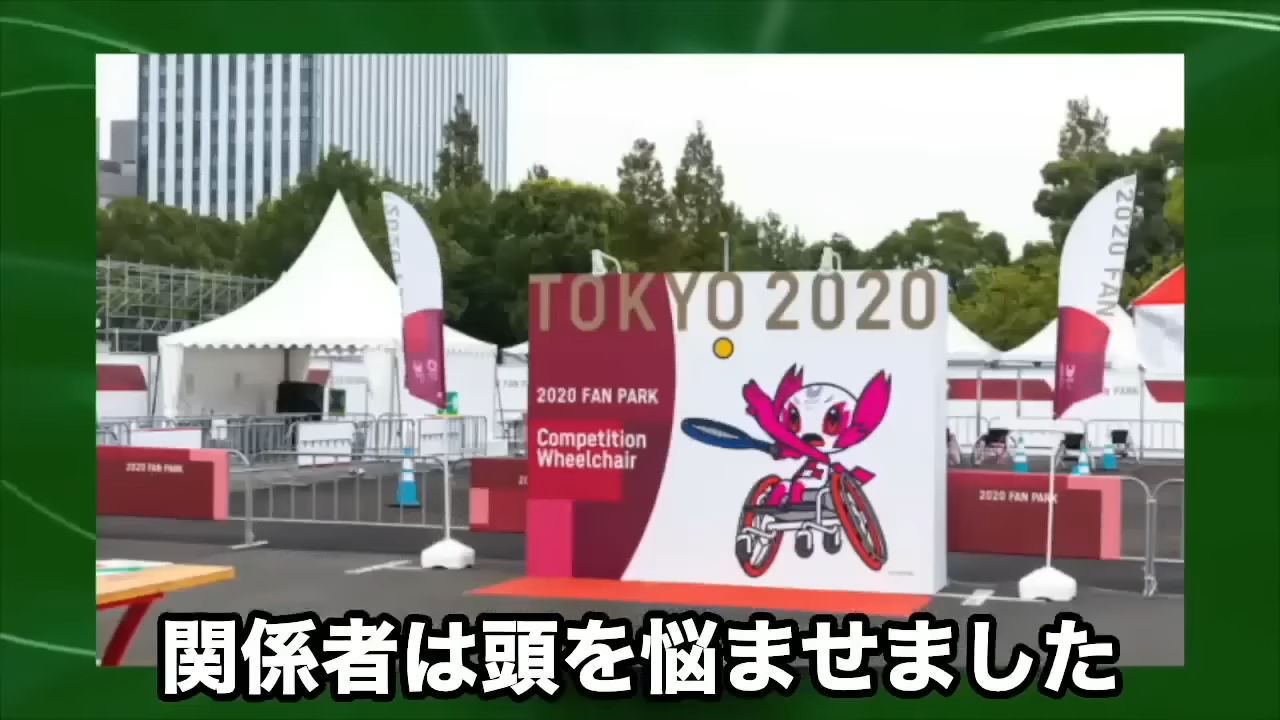 TOKYO 2020
2020 FAN PARK
Competition
Wheelchair
2020 FAN
2020 FAN PARK
2020 FAN PARK
関係者は頭を悩ませました